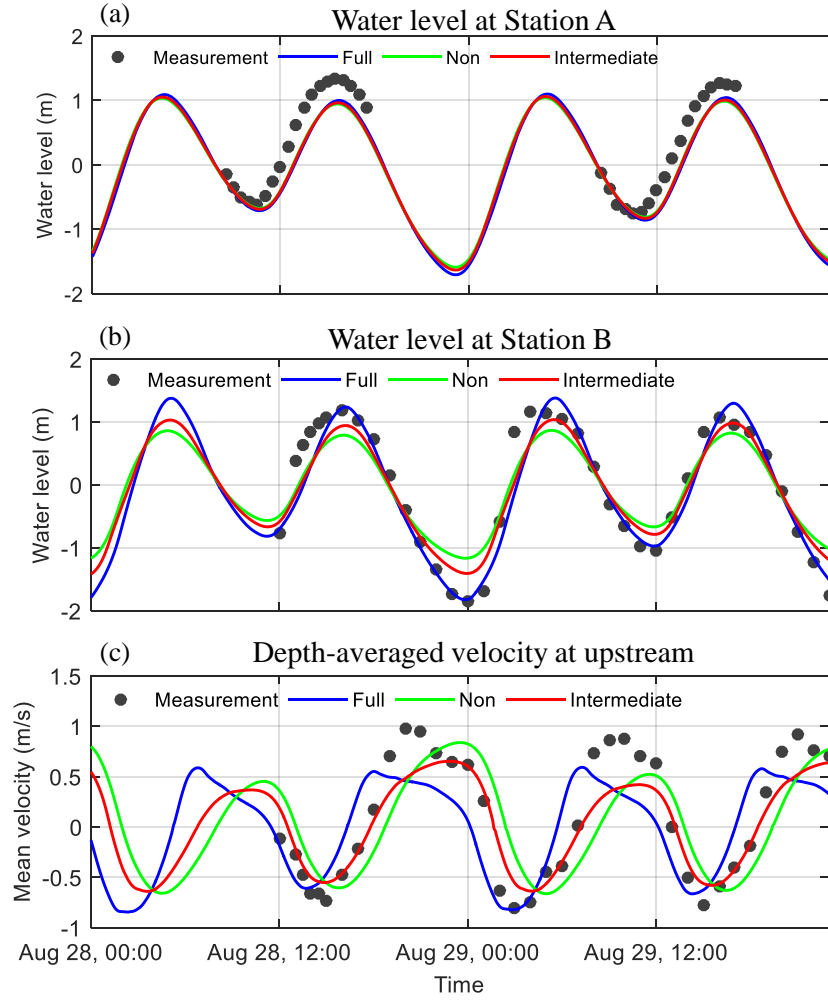 (a)
Water level at Station A
Measurement Full Non Intermediate
Water level (m)
2
1
0
-1
-2
(b)
Water level at Station B
Measurement Full Non Intermediate
Water level (m)
2
1
0
-1
-2
(c)
Depth-averaged velocity at upstream
Measurement Full Non Intermediate
Mean velocity (m/s)
1.5
1
0.5
0
-0.5
-1
Aug 28, 00:00 Aug 28, 12:00 Aug 29, 00:00 Aug 29, 12:00
Time